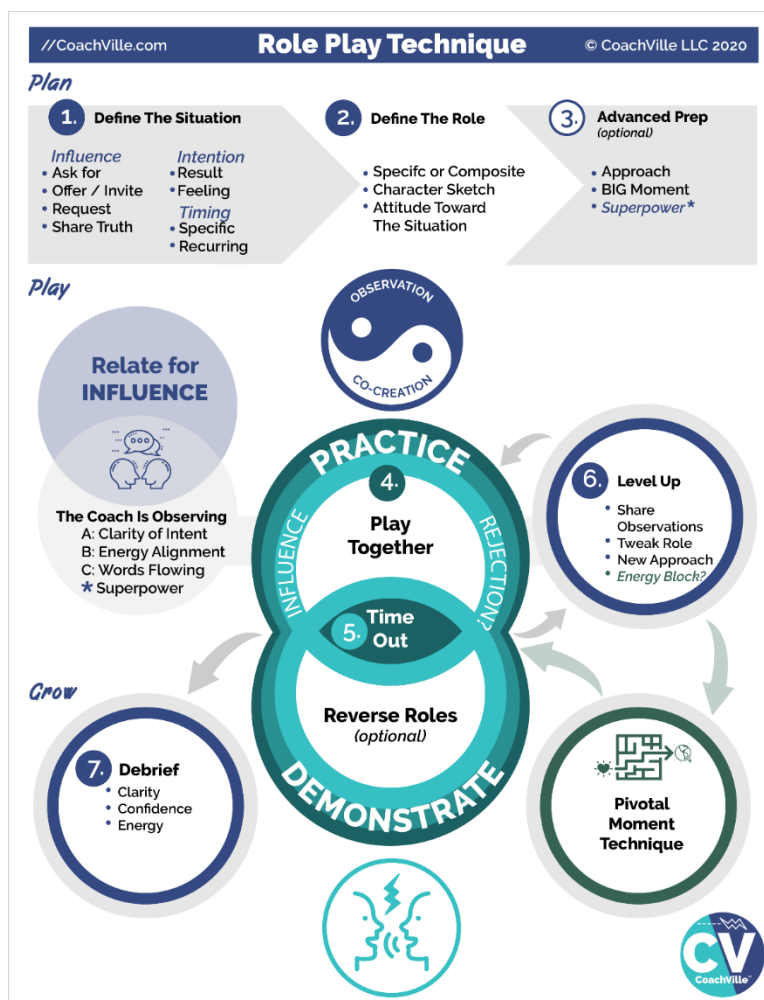 //CoachVille.com
Role Play Technique
© CoachVille LLC 2020
Plan
1. Define The Situation
Influence
• Ask for
• Offer / Invite
• Request
• Share Truth
Intention
• Result
• Feeling
Timing
• Specific
• Recurring
2. Define The Role
• Specifc or Composite
• Character Sketch
• Attitude Toward
The Situation
3. Advanced Prep
(optional)
• Approach
• BIG Moment
• Superpower*
Play
OBSERVATION
CO-CREATION
Relate for
INFLUENCE
The Coach Is Observing
A: Clarity of Intent
B: Energy Alignment
C: Words Flowing
* Superpower
PRACTICE
INFLUENCE
REJECTION?
4.
Play
Together
5. Time
Out
Reverse Roles
(optional)
DEMONSTRATE
6. Level Up
• Share
Observations
• Tweak Role
• New Approach
• Energy Block?
Grow
7. Debrief
• Clarity
• Confidence
• Energy
Pivotal
Moment
Technique
CV
CoachVille